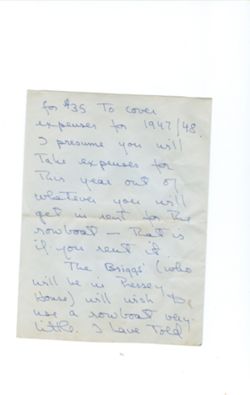 for $35 To cover
expenses for 1947/48.
I presume you will
Take expenses for
This year out of
whatever you will
get in rent for The
rowboat — That is
if you rent it.
The Briggs' (who
will be in Pressey
House) will wish to
use a rowboat very
little. I have Told